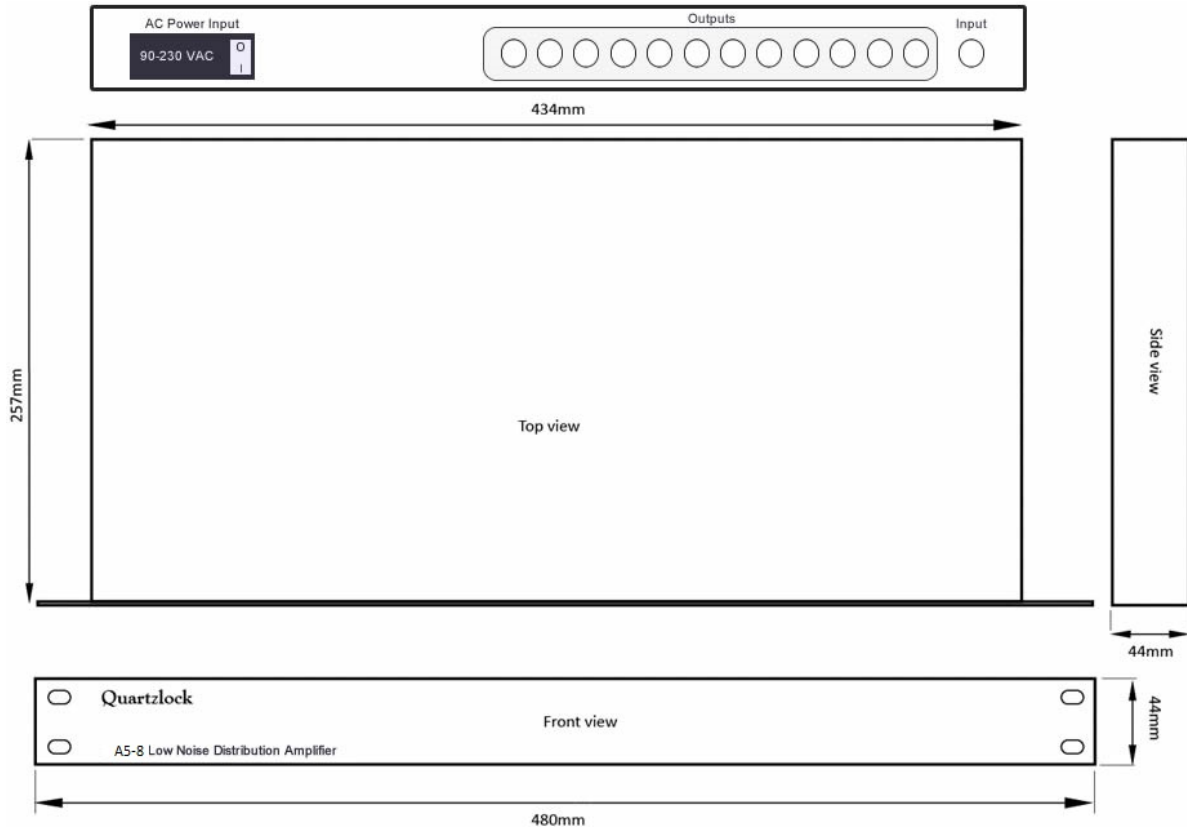 AC Power Input
Outputs
Input
90-230 VAC
O
I
434mm
257mm
Top view
Side view
44mm
Quartzlock
Front view
A5-8 Low Noise Distribution Amplifier
44mm
480mm